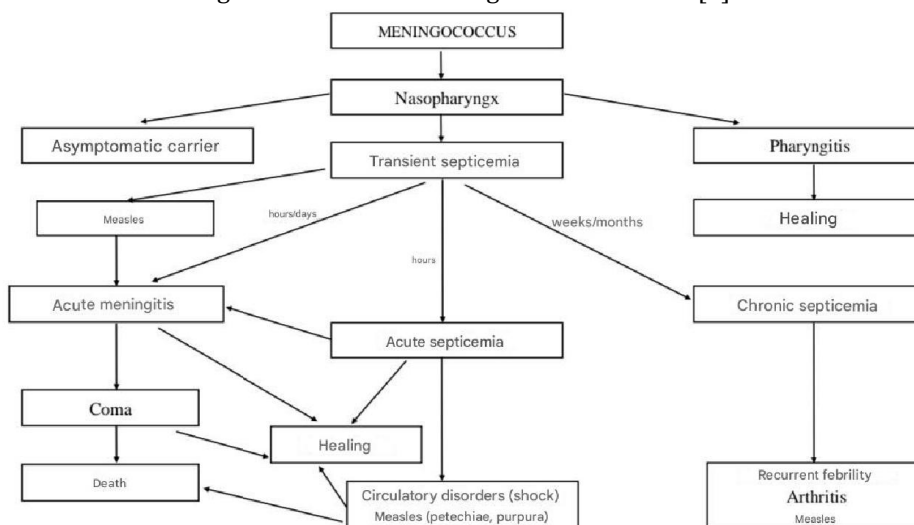 MENINGOCOCCUS
Nasopharynx
Asymptomatic carrier
Pharyngitis
Transient septicemia
Measles
hours/days
weeks/months
Healing
hours
Acute meningitis
Chronic septicemia
Acute septicemia
Coma
Healing
Death
Recurrent febrility
Arthritis
Measles
Circulatory disorders (shock)
Measles (petechiae, purpura)